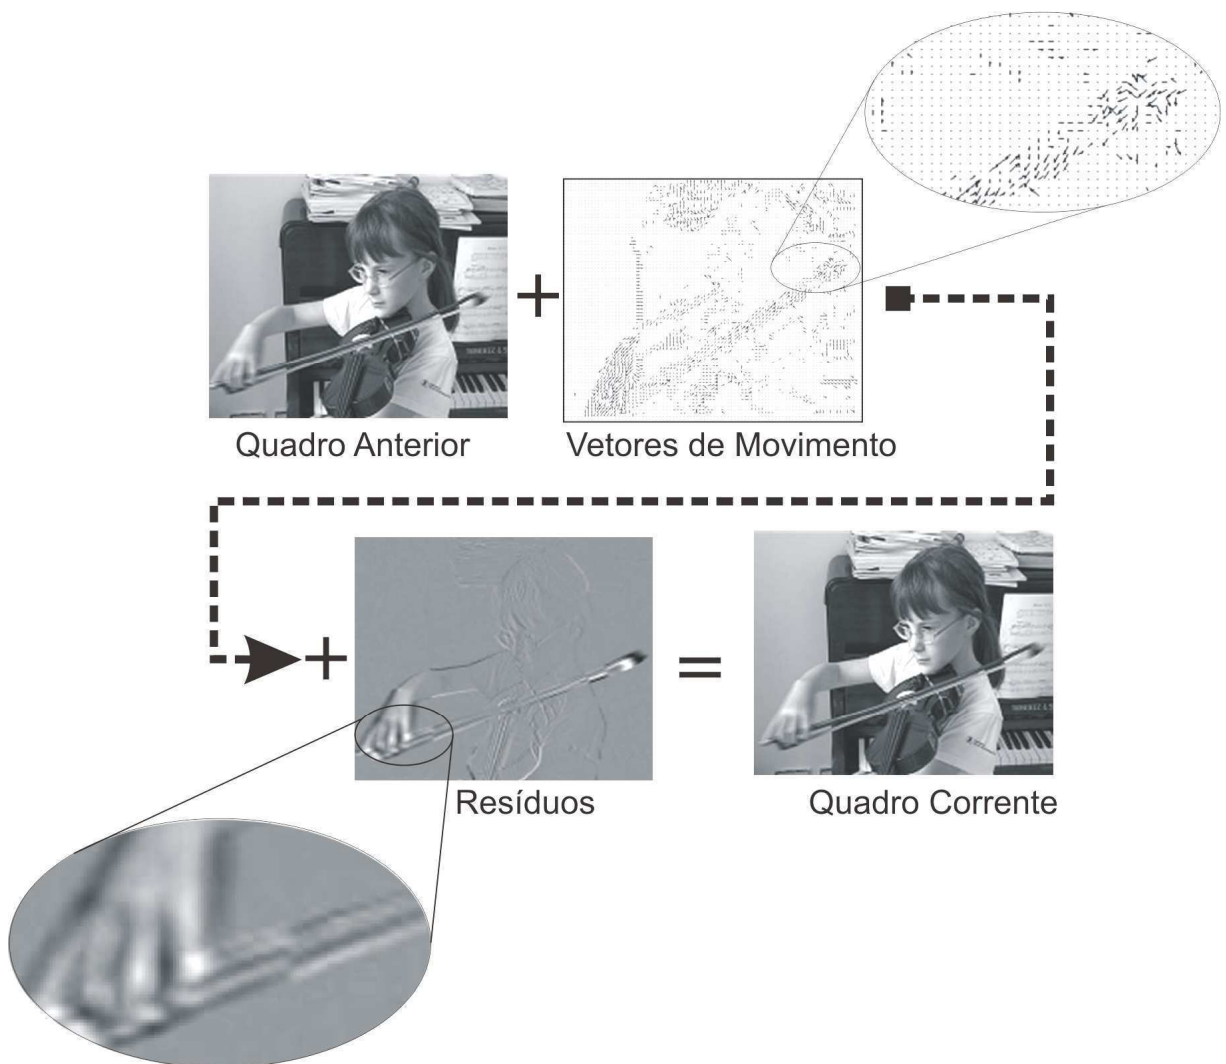 Quadro Anterior
Vetores de Movimento
Resíduos
Quadro Corrente